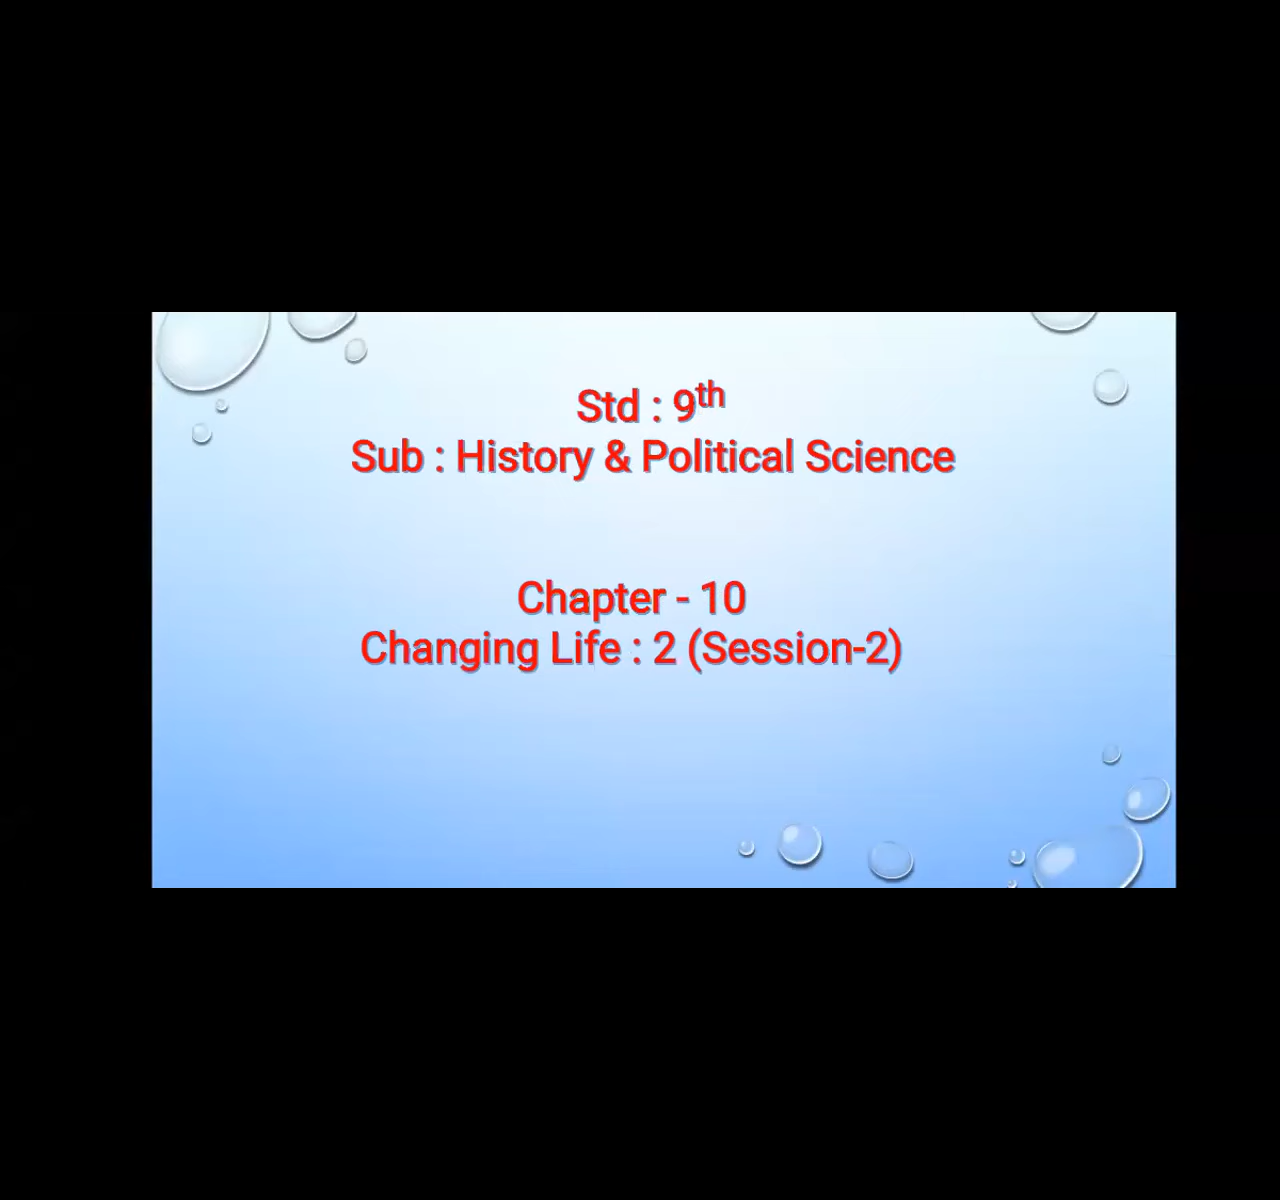 Std : 9th
Sub : History & Political Science
Chapter - 10
Changing Life : 2 (Session-2)